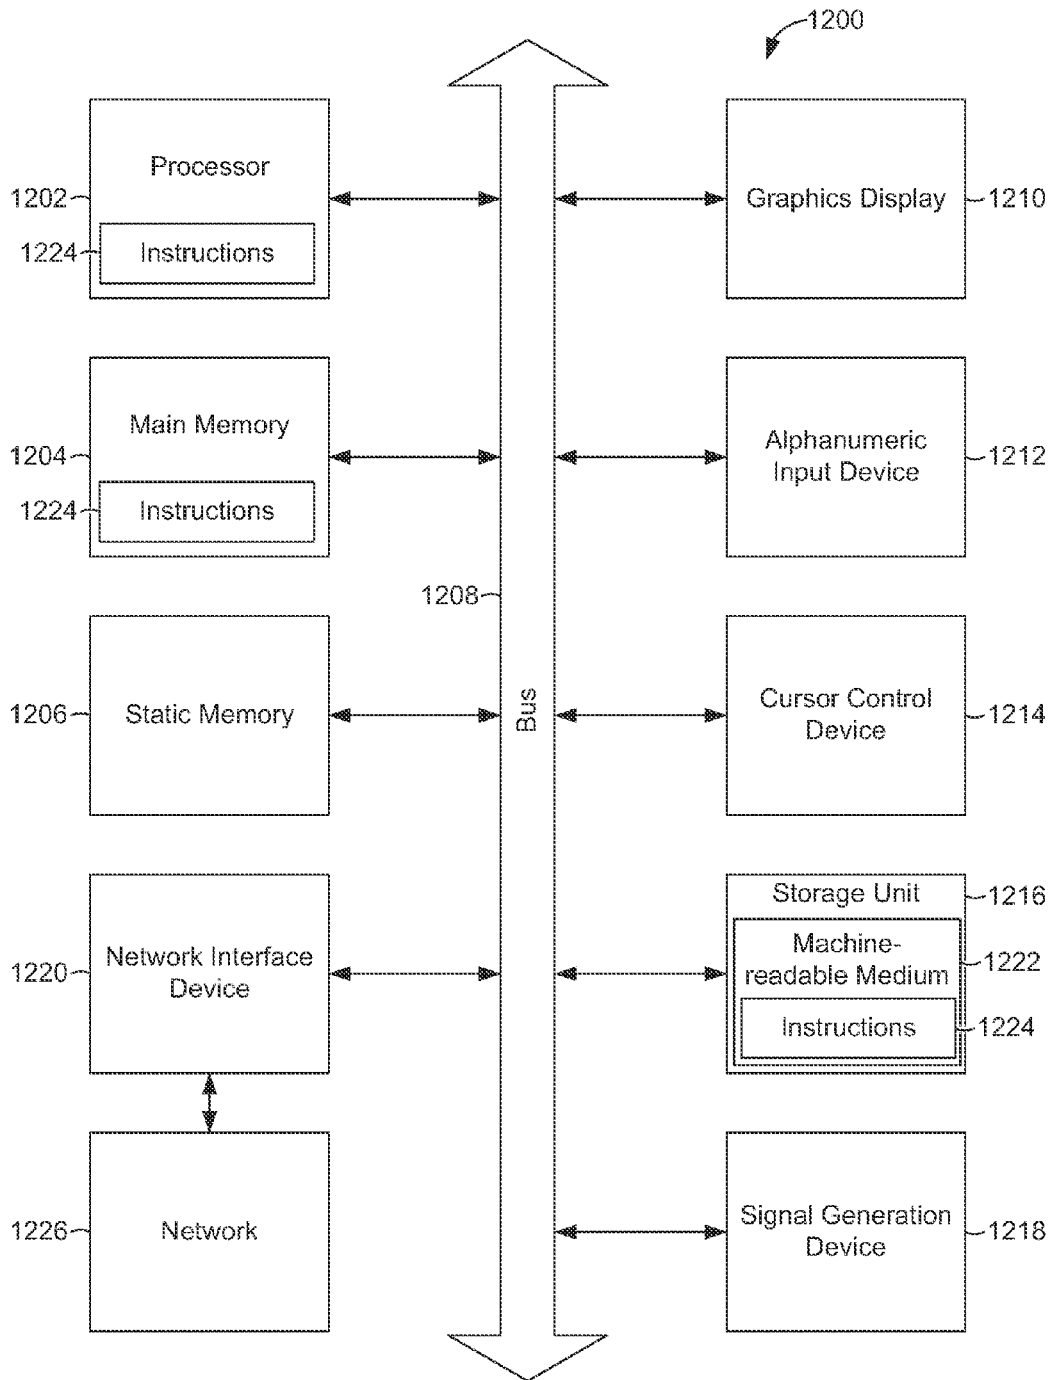 1200
Processor
1202
1224
Instructions
Graphics Display
1210
Main Memory
1204
1224
Instructions
Alphanumeric
Input Device
1212
1208
Bus
Static Memory
1206
Cursor Control
Device
1214
Network Interface
Device
1220
Storage Unit
1216
Machine-
readable Medium
1222
Instructions
1224
Network
1226
Signal Generation
Device
1218